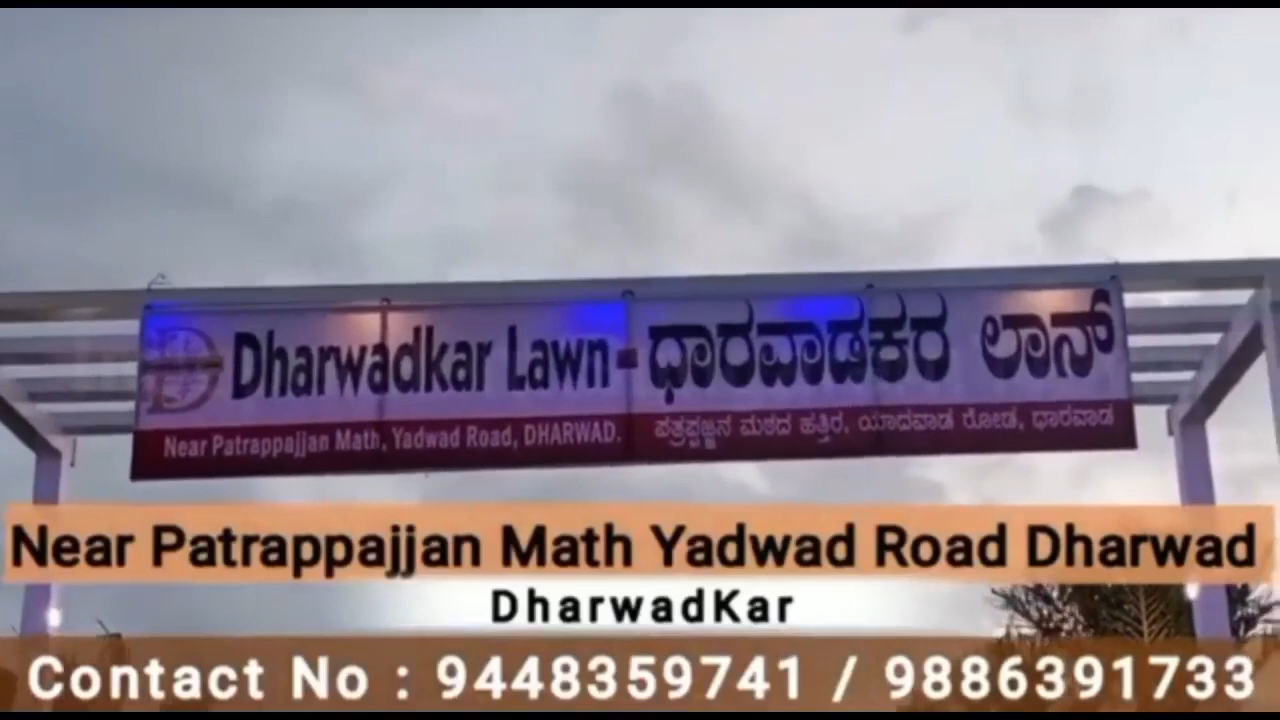 Dharwadkar Lawn - ಧಾರವಾಡಕರ ಲಾನ್
Near Patrappajjan Math, Yadwad Road, DHARWAD. ಪತ್ರಪ್ಪಜ್ಜನ ಮಠದ ಹತ್ತಿರ, ಯಾದವಾಡ ರೋಡ, ಧಾರವಾಡ
Near Patrappajjan Math Yadwad Road Dharwad
DharwadKar
Contact No : 9448359741 / 9886391733